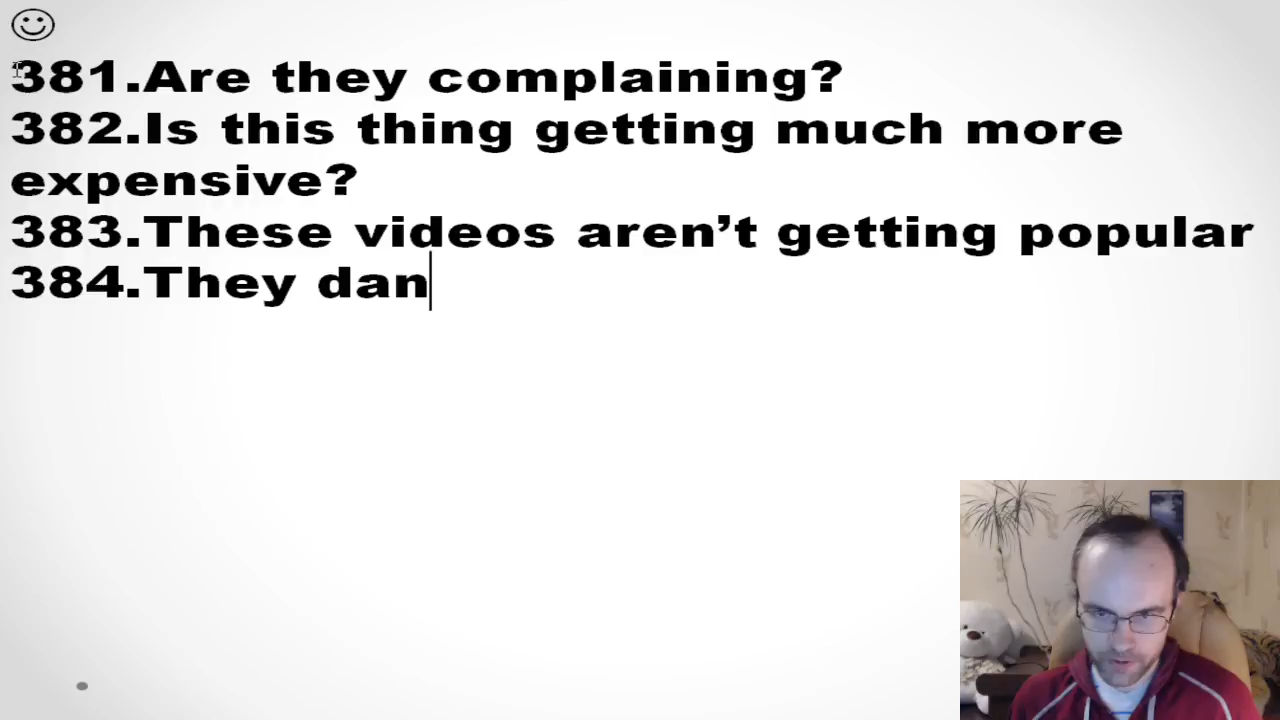 381.Are they complaining?
382.Is this thing getting much more
expensive?
383.These videos aren’t getting popular
384.They dan